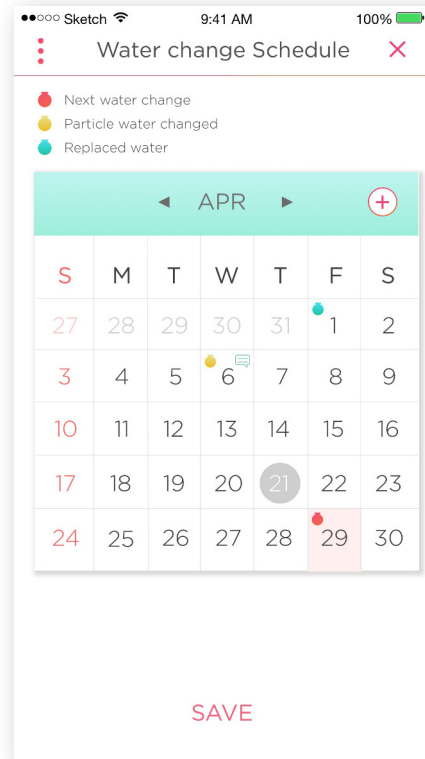 Sketch 9:41 AM 100%
Water change Schedule
Next water change
Particle water changed
Replaced water
APR
S M T W T F S
27 28 29 30 31 1 2
3 4 5 6 7 8 9
10 11 12 13 14 15 16
17 18 19 20 21 22 23
24 25 26 27 28 29 30
SAVE